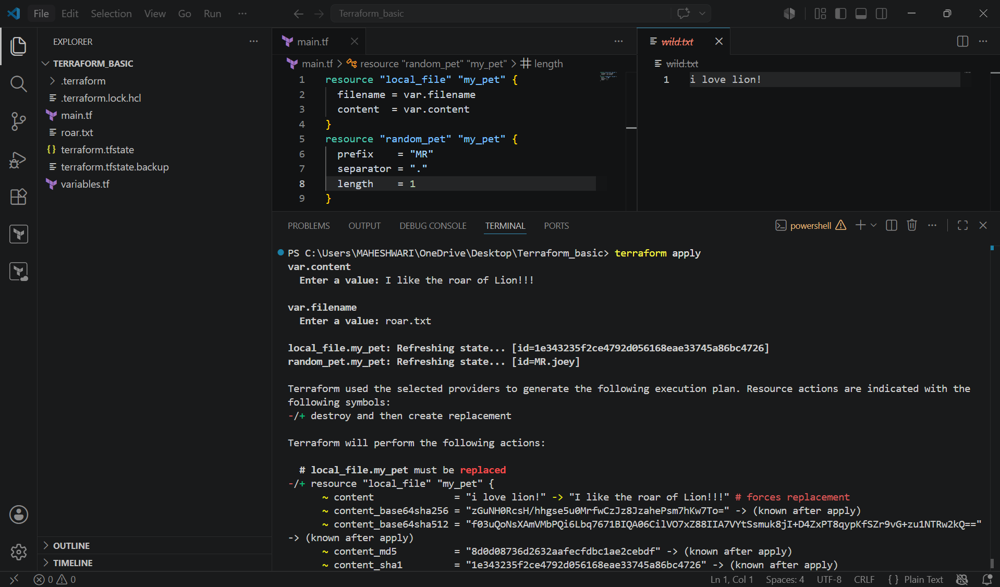 File Edit Selection View Go Run ··· Terraform_basic
EXPLORER ···
TERRAFORM_BASIC
.terraform
.terraform.lock.hcl
main.tf
roar.txt
terraform.tfstate
terraform.tfstate.backup
variables.tf
OUTLINE
TIMELINE
main.tf
main.tf > resource "random_pet" "my_pet" > length
1 resource "local_file" "my_pet" {
2 filename = var.filename
3 content = var.content
4 }
5 resource "random_pet" "my_pet" {
6 prefix = "MR"
7 separator = "."
8 length = 1
9 }
wild.txt
wild.txt
1 i love lion!
PROBLEMS OUTPUT DEBUG CONSOLE TERMINAL PORTS powershell
PS C:\Users\MAHESHWARI\OneDrive\Desktop\Terraform_basic> terraform apply
var.content
Enter a value: I like the roar of Lion!!!
var.filename
Enter a value: roar.txt
local_file.my_pet: Refreshing state... [id=1e343235f2ce4792d056168eae33745a86bc4726]
random_pet.my_pet: Refreshing state... [id=MR.joey]
Terraform used the selected providers to generate the following execution plan. Resource actions are indicated with the
following symbols:
-/+ destroy and then create replacement
Terraform will perform the following actions:
# local_file.my_pet must be replaced
-/+ resource "local_file" "my_pet" {
~ content = "i love lion!" -> "I like the roar of Lion!!!" # forces replacement
~ content_base64sha256 = "zGuNH0RcsH/hhgse5u0MrfwCzJz8JzahePsm7hKw7To=" -> (known after apply)
~ content_base64sha512 = "f03uQoNsXAmVMbPQi6Lbq7671BIQA06CilVO7xZ88IIA7VYtSsmuk8jI+D4ZxPT8qypKfSZr9vG+zu1NTRw2kQ=="
-> (known after apply)
~ content_md5 = "8d0d08736d2632aafecfdbc1ae2cebdf" -> (known after apply)
~ content_sha1 = "1e343235f2ce4792d056168eae33745a86bc4726" -> (known after apply)
0 0 Ln 1, Col 1 Spaces: 4 UTF-8 CRLF { } Plain Text